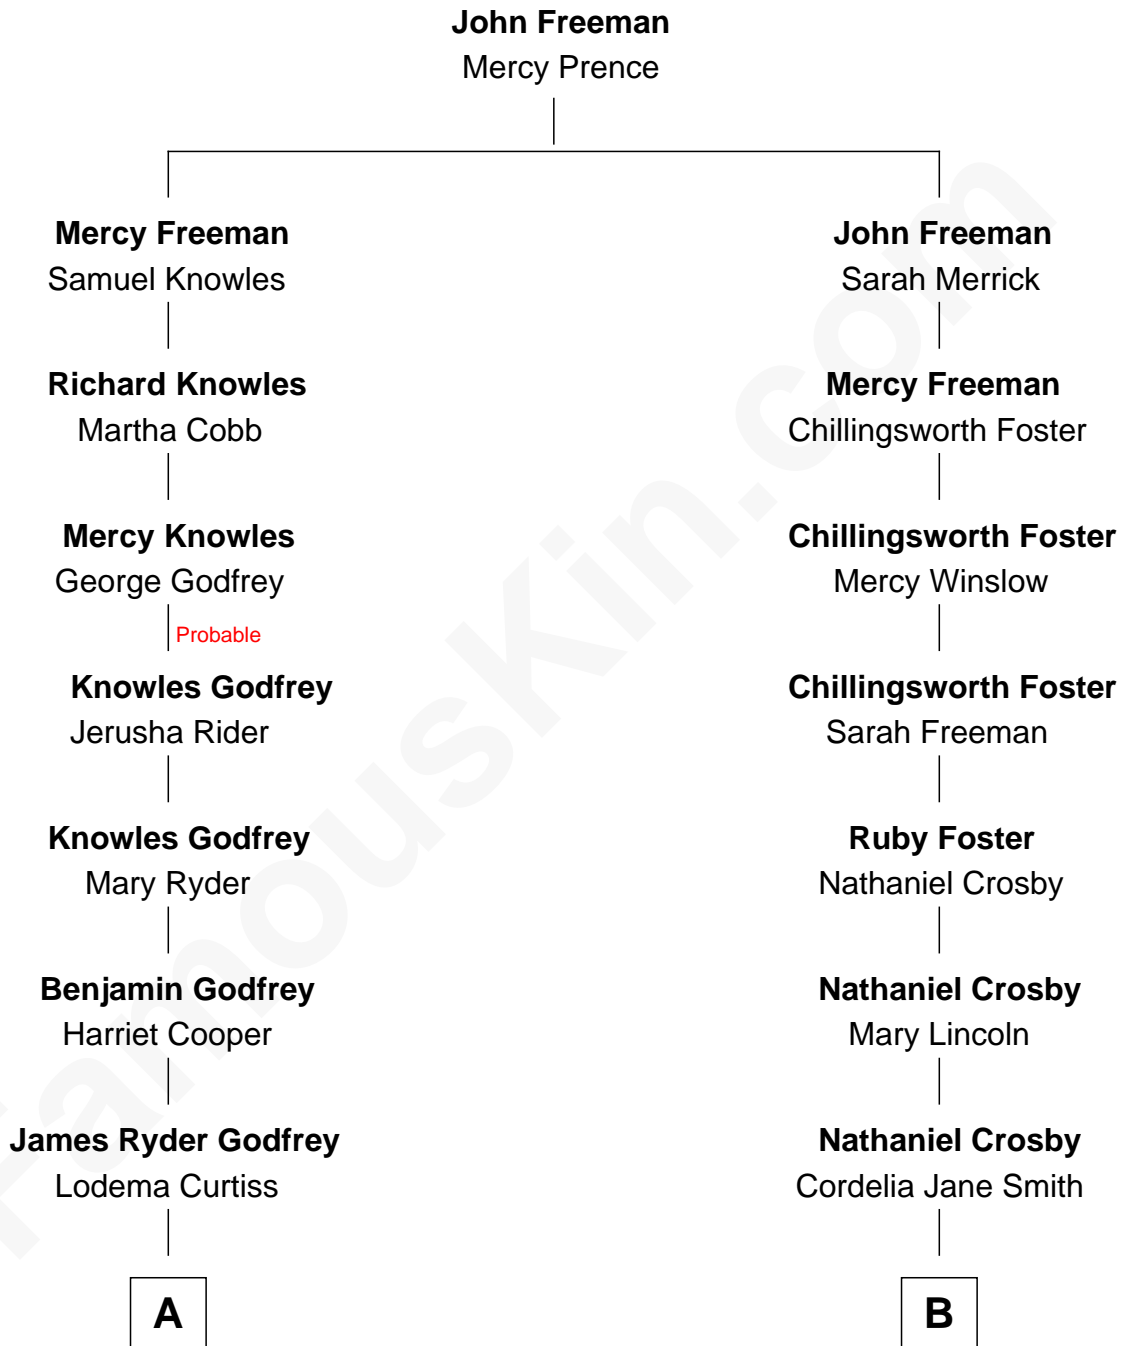 John Freeman
Mercy Prence
Mercy Freeman
Samuel Knowles
Richard Knowles
Martha Cobb
Mercy Knowles
George Godfrey
Probable
Knowles Godfrey
Jerusha Rider
Knowles Godfrey
Mary Ryder
Benjamin Godfrey
Harriet Cooper
James Ryder Godfrey
Lodema Curtiss
A
John Freeman
Sarah Merrick
Mercy Freeman
Chillingsworth Foster
Chillingsworth Foster
Mercy Winslow
Chillingsworth Foster
Sarah Freeman
Ruby Foster
Nathaniel Crosby
Nathaniel Crosby
Mary Lincoln
Nathaniel Crosby
Cordelia Jane Smith
B
FamousKin.com